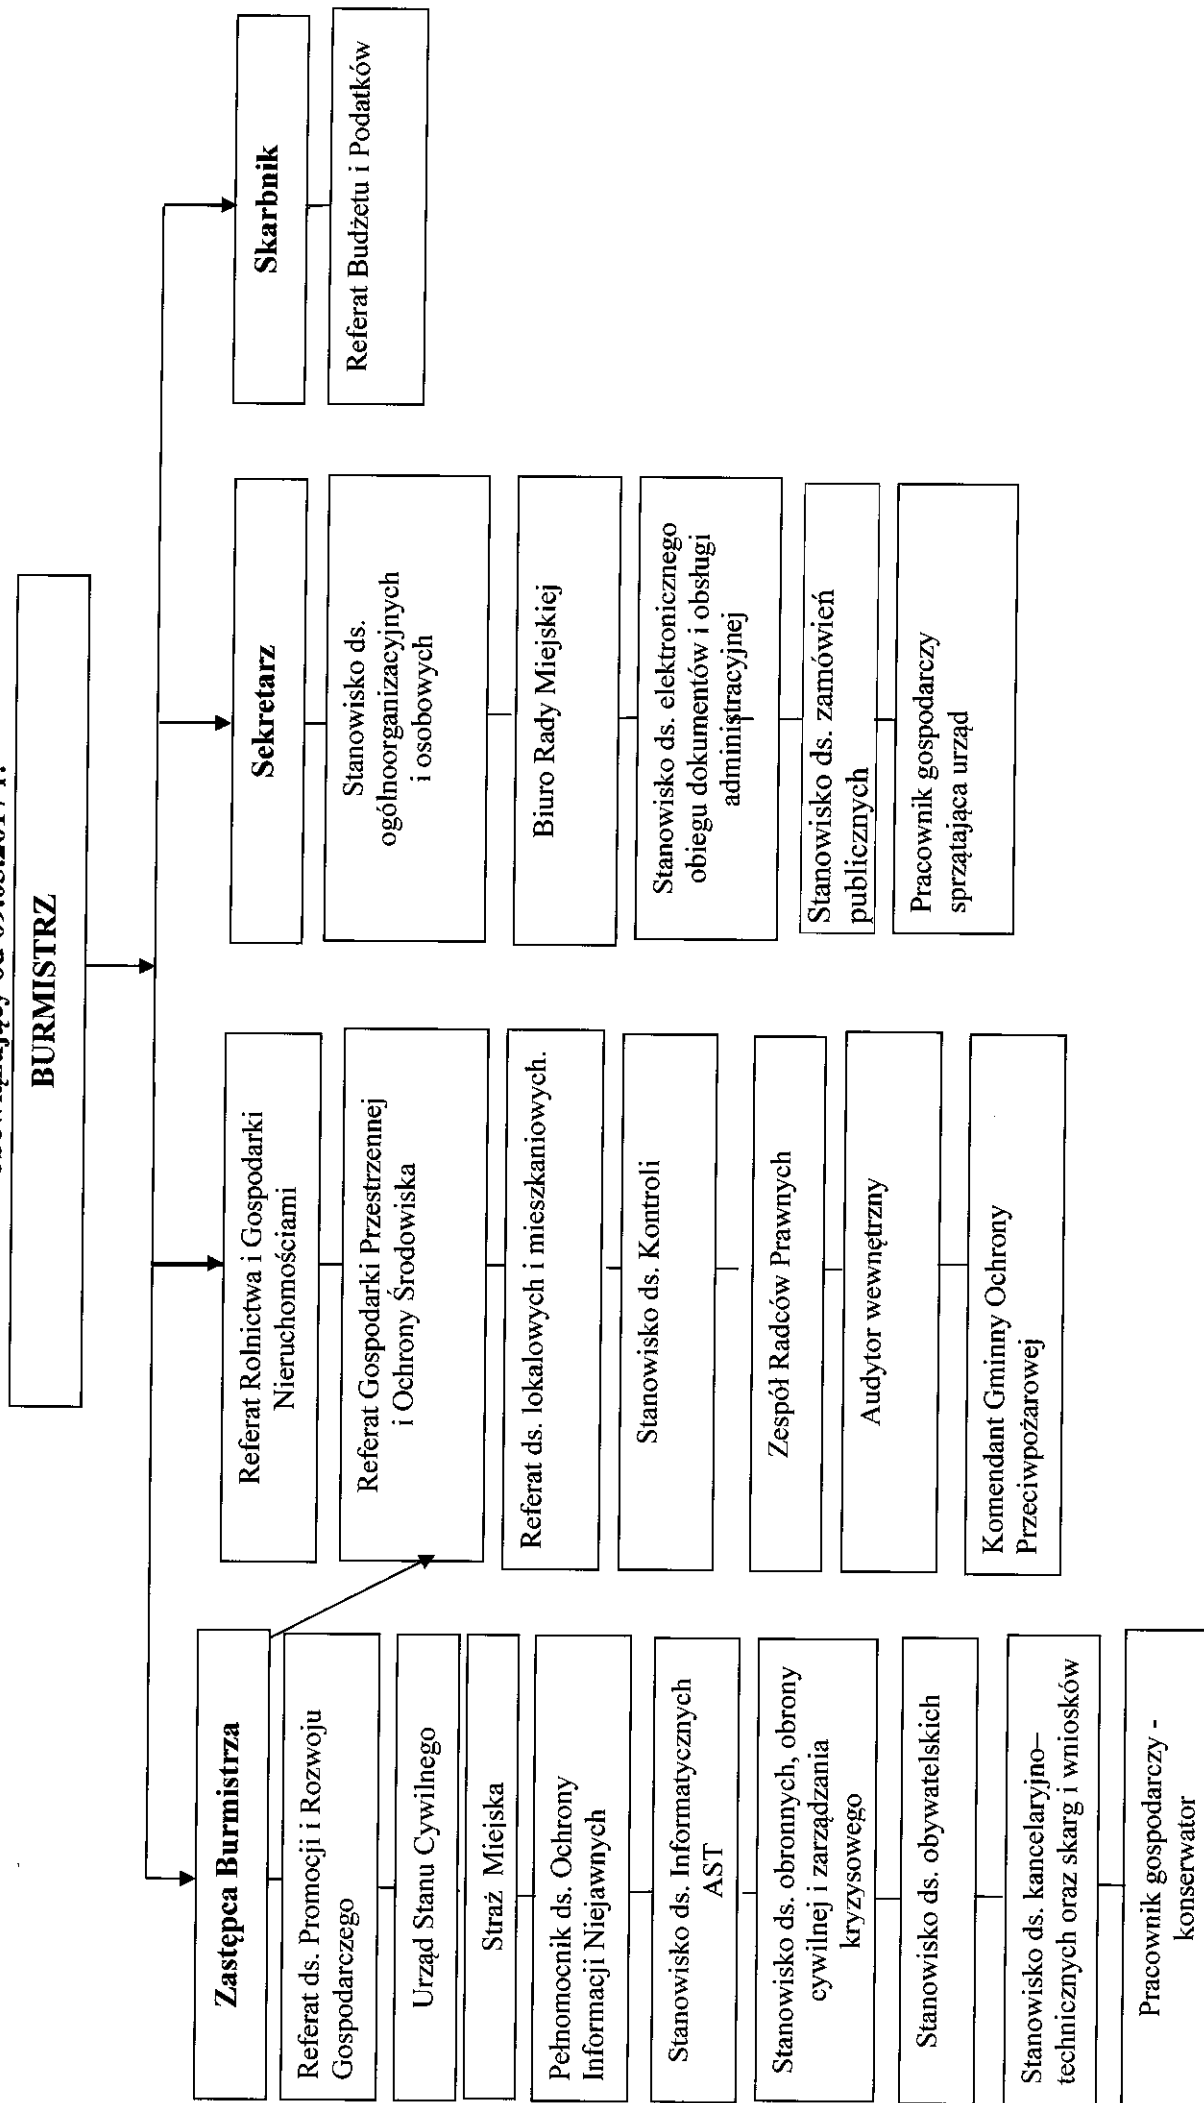 BURMISTRZ
Zastępca Burmistrza
Referat ds. Promocji i Rozwoju
Gospodarczego
Urząd Stanu Cywilnego
Straż Miejska
Pełnomocnik ds. Ochrony
Informacji Niejawnych
Stanowisko ds. Informatycznych
AST
Stanowisko ds. obronnych, obrony
cywilnej i zarządzania
kryzysowego
Stanowisko ds. obywatelskich
Stanowisko ds. kancelaryjno–
technicznych oraz skarg i wniosków
Pracownik gospodarczy -
konserwator
Referat Rolnictwa i Gospodarki
Nieruchomościami
Referat Gospodarki Przestrzennej
i Ochrony Środowiska
Referat ds. lokalowych i mieszkaniowych.
Stanowisko ds. Kontroli
Zespół Radców Prawnych
Audytor wewnętrzny
Komendant Gminny Ochrony
Przeciwpożarowej
Sekretarz
Stanowisko ds.
ogólnoorganizacyjnych
i osobowych
Biuro Rady Miejskiej
Stanowisko ds. elektronicznego
obiegu dokumentów i obsługi
administracyjnej
Stanowisko ds. zamówień
publicznych
Pracownik gospodarczy
sprzątająca urząd
Skarbnik
Referat Budżetu i Podatków